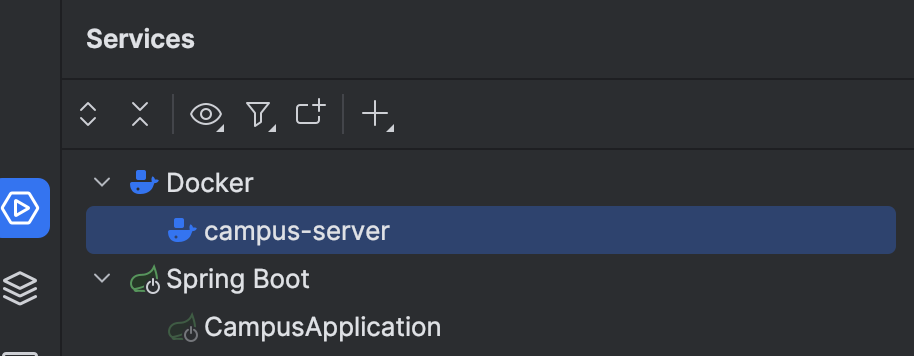 Services
Docker
campus-server
Spring Boot
CampusApplication